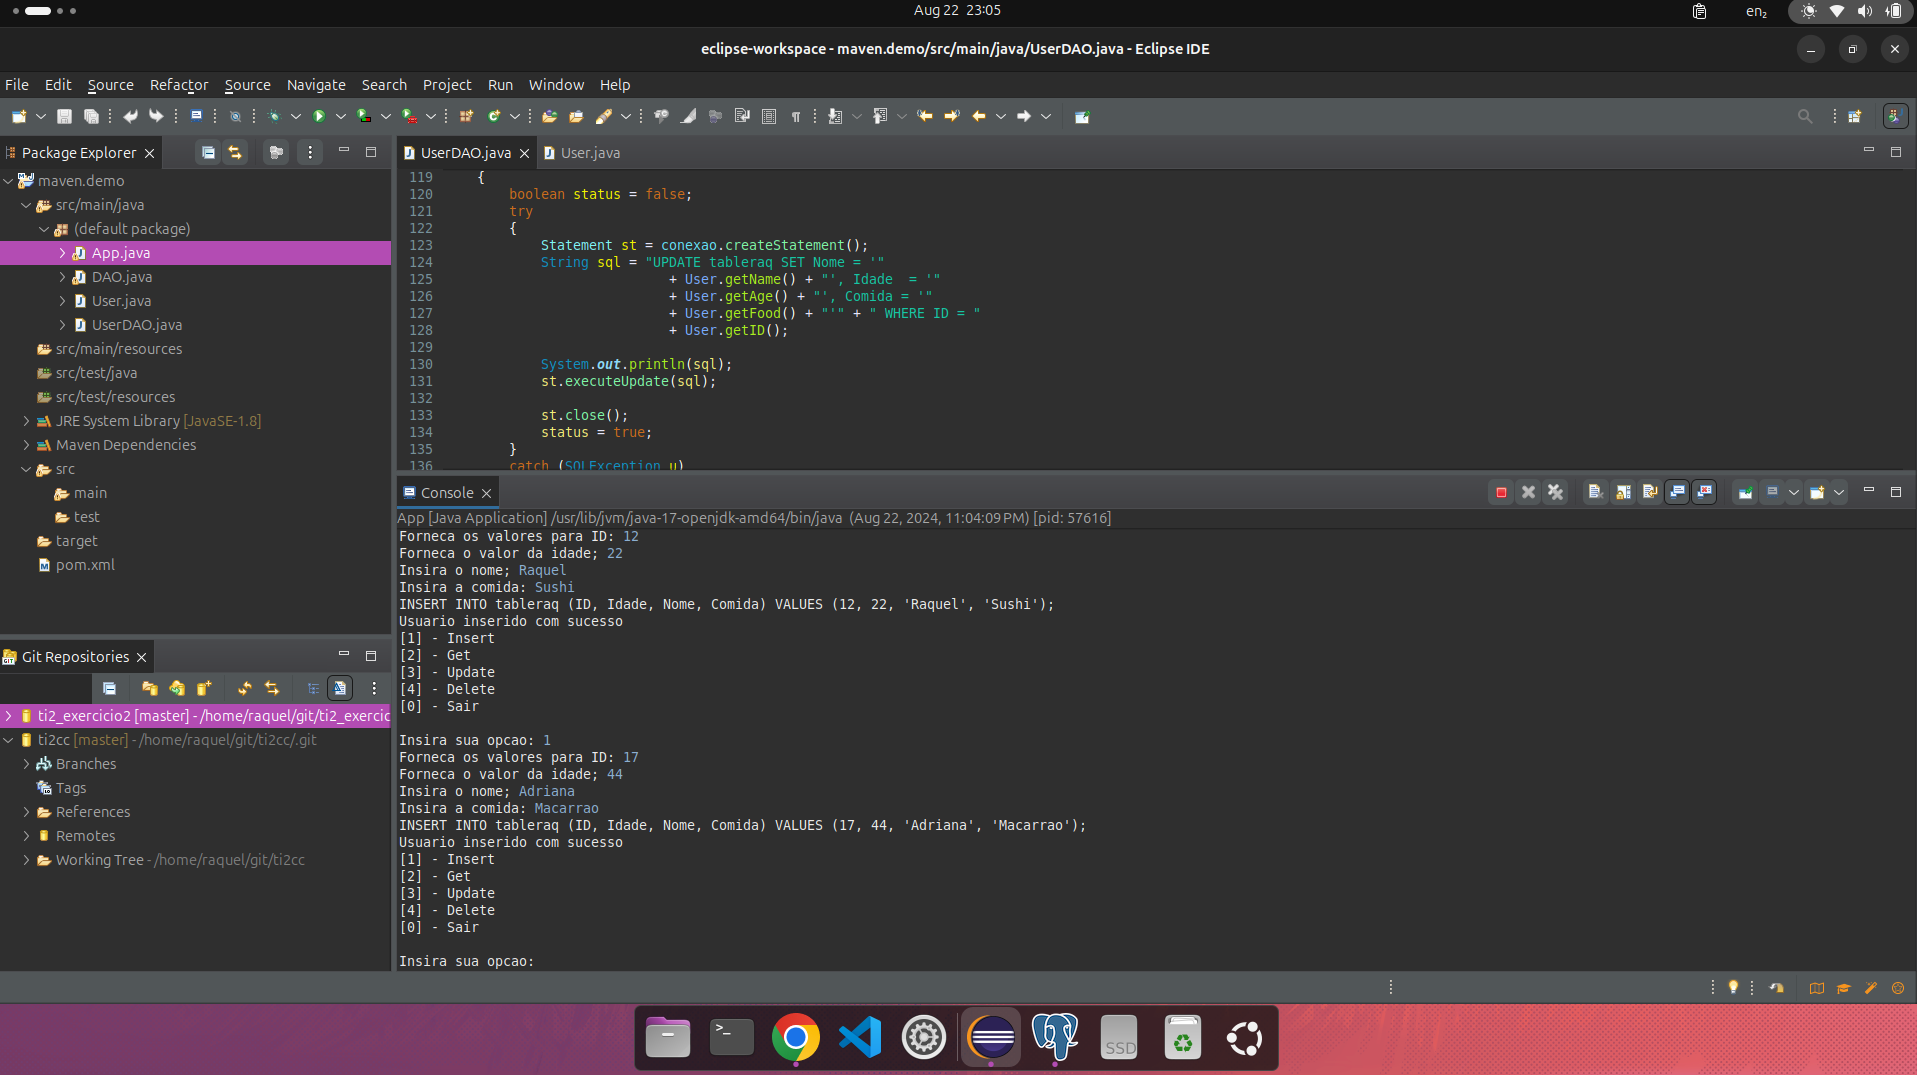 Aug 22 23:05
en₂
eclipse-workspace - maven.demo/src/main/java/UserDAO.java - Eclipse IDE
File Edit Source Refactor Source Navigate Search Project Run Window Help
Package Explorer
maven.demo
src/main/java
(default package)
App.java
DAO.java
User.java
UserDAO.java
src/main/resources
src/test/java
src/test/resources
JRE System Library [JavaSE-1.8]
Maven Dependencies
src
main
test
target
pom.xml
Git Repositories
ti2_exercicio2 [master] - /home/raquel/git/ti2_exercic
ti2cc [master] - /home/raquel/git/ti2cc/.git
Branches
Tags
References
Remotes
Working Tree - /home/raquel/git/ti2cc
UserDAO.java User.java
119 {
120 boolean status = false;
121 try
122 {
123 Statement st = conexao.createStatement();
124 String sql = "UPDATE tableraq SET Nome = '"
125 + User.getName() + "', Idade  = '"
126 + User.getAge() + "', Comida = '"
127 + User.getFood() + "'" + " WHERE ID = "
128 + User.getID();
129
130 System.out.println(sql);
131 st.executeUpdate(sql);
132
133 st.close();
134 status = true;
135 }
136 catch (SQLException u)
Console
App [Java Application] /usr/lib/jvm/java-17-openjdk-amd64/bin/java (Aug 22, 2024, 11:04:09 PM) [pid: 57616]
Forneca os valores para ID: 12
Forneca o valor da idade; 22
Insira o nome; Raquel
Insira a comida: Sushi
INSERT INTO tableraq (ID, Idade, Nome, Comida) VALUES (12, 22, 'Raquel', 'Sushi');
Usuario inserido com sucesso
[1] - Insert
[2] - Get
[3] - Update
[4] - Delete
[0] - Sair
Insira sua opcao: 1
Forneca os valores para ID: 17
Forneca o valor da idade; 44
Insira o nome; Adriana
Insira a comida: Macarrao
INSERT INTO tableraq (ID, Idade, Nome, Comida) VALUES (17, 44, 'Adriana', 'Macarrao');
Usuario inserido com sucesso
[1] - Insert
[2] - Get
[3] - Update
[4] - Delete
[0] - Sair
Insira sua opcao:
>_
SSD